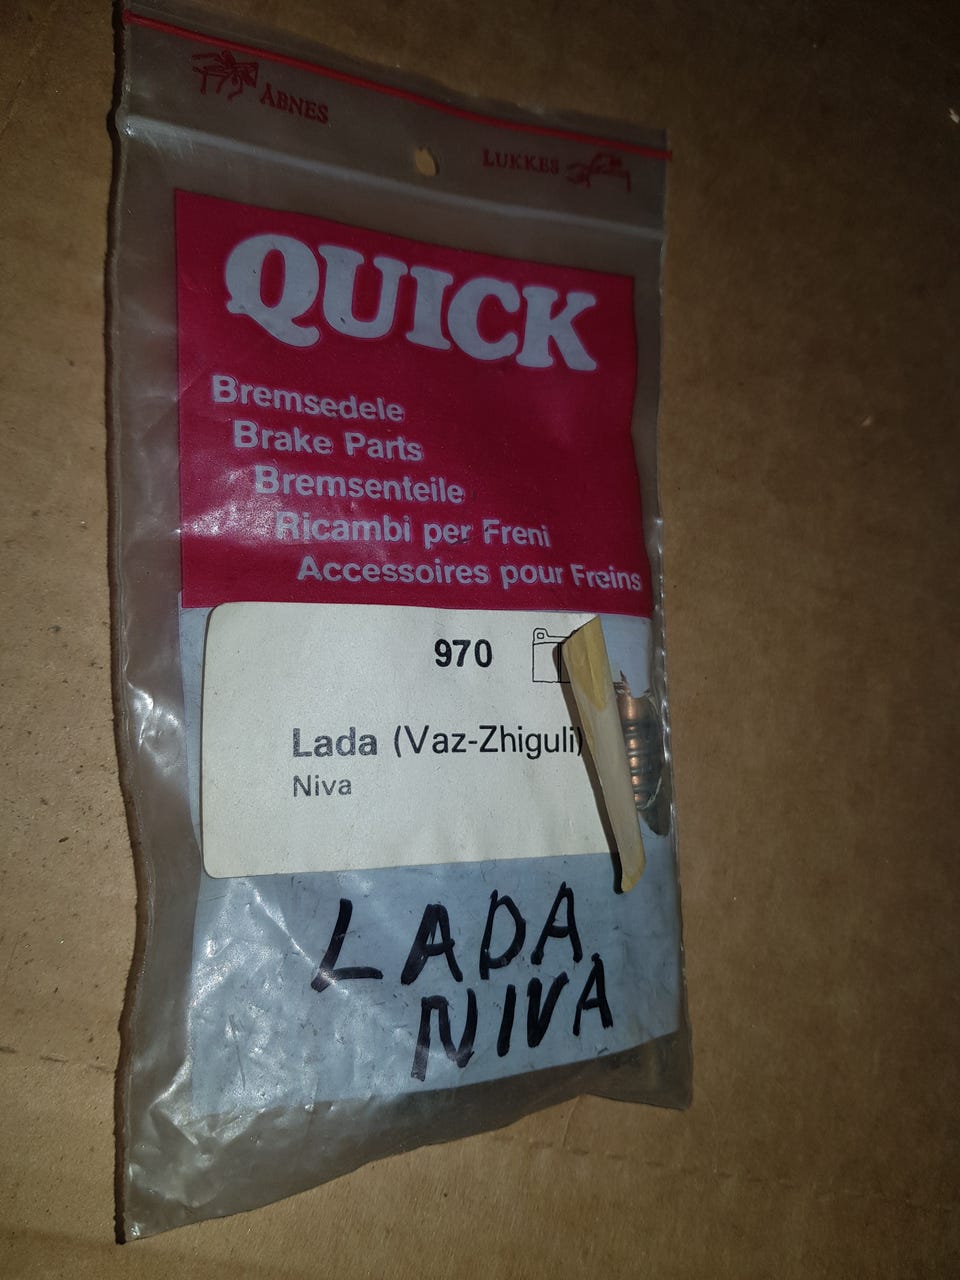 ÅBNES
LUKKES
QUICK
Bremsedele
Brake Parts
Bremsenteile
Ricambi per Freni
Accessoires pour Freins
970
Lada (Vaz-Zhiguli)
Niva
LADA
NIVA